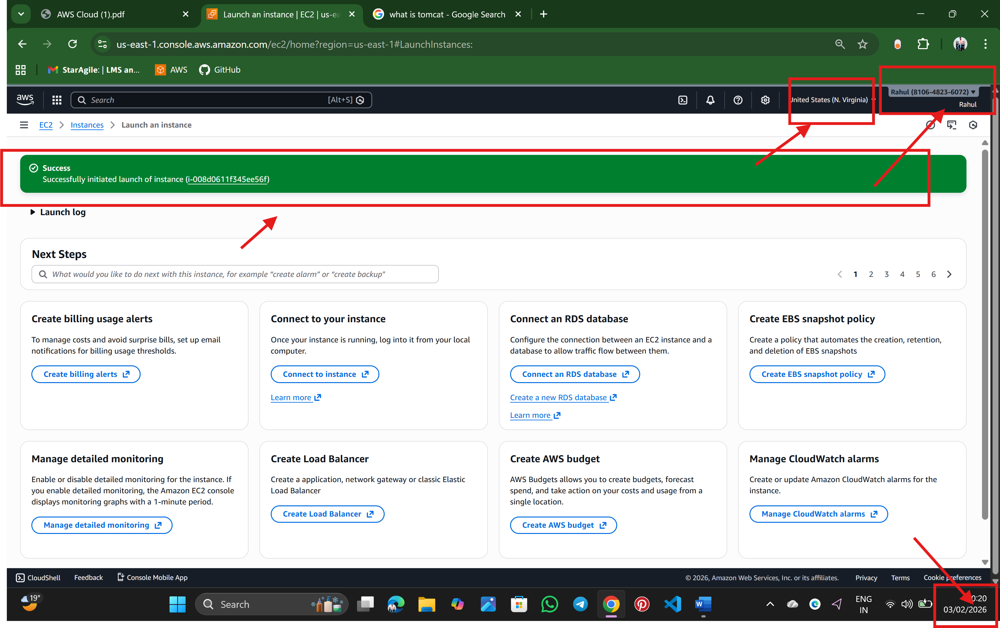 AWS Cloud (1).pdf
Launch an instance | EC2 | us-ea
what is tomcat - Google Search
us-east-1.console.aws.amazon.com/ec2/home?region=us-east-1#LaunchInstances:
StarAgile: | LMS an...
AWS
GitHub
aws
Search
[Alt+S]
United States (N. Virginia)
Rahul (8106-4823-6072)
Rahul
EC2
Instances
Launch an instance
Success
Successfully initiated launch of instance (i-008d0611f345ee56f)
Launch log
Next Steps
What would you like to do next with this instance, for example “create alarm” or “create backup"
1 2 3 4 5 6
Create billing usage alerts
To manage costs and avoid surprise bills, set up email
notifications for billing usage thresholds.
Create billing alerts
Connect to your instance
Once your instance is running, log into it from your local
computer.
Connect to instance
Learn more
Connect an RDS database
Configure the connection between an EC2 instance and a
database to allow traffic flow between them.
Connect an RDS database
Create a new RDS database
Learn more
Create EBS snapshot policy
Create a policy that automates the creation, retention,
and deletion of EBS snapshots
Create EBS snapshot policy
Manage detailed monitoring
Enable or disable detailed monitoring for the instance. If
you enable detailed monitoring, the Amazon EC2 console
displays monitoring graphs with a 1-minute period.
Manage detailed monitoring
Create Load Balancer
Create a application, network gateway or classic Elastic
Load Balancer
Create Load Balancer
Create AWS budget
AWS Budgets allows you to create budgets, forecast
spend, and take action on your costs and usage from a
single location.
Create AWS budget
Manage CloudWatch alarms
Create or update Amazon CloudWatch alarms for the
instance.
Manage CloudWatch alarms
CloudShell
Feedback
Console Mobile App
© 2026, Amazon Web Services, Inc. or its affiliates.
Privacy
Terms
Cookie preferences
19°
Search
ENG
IN
03/02/2026